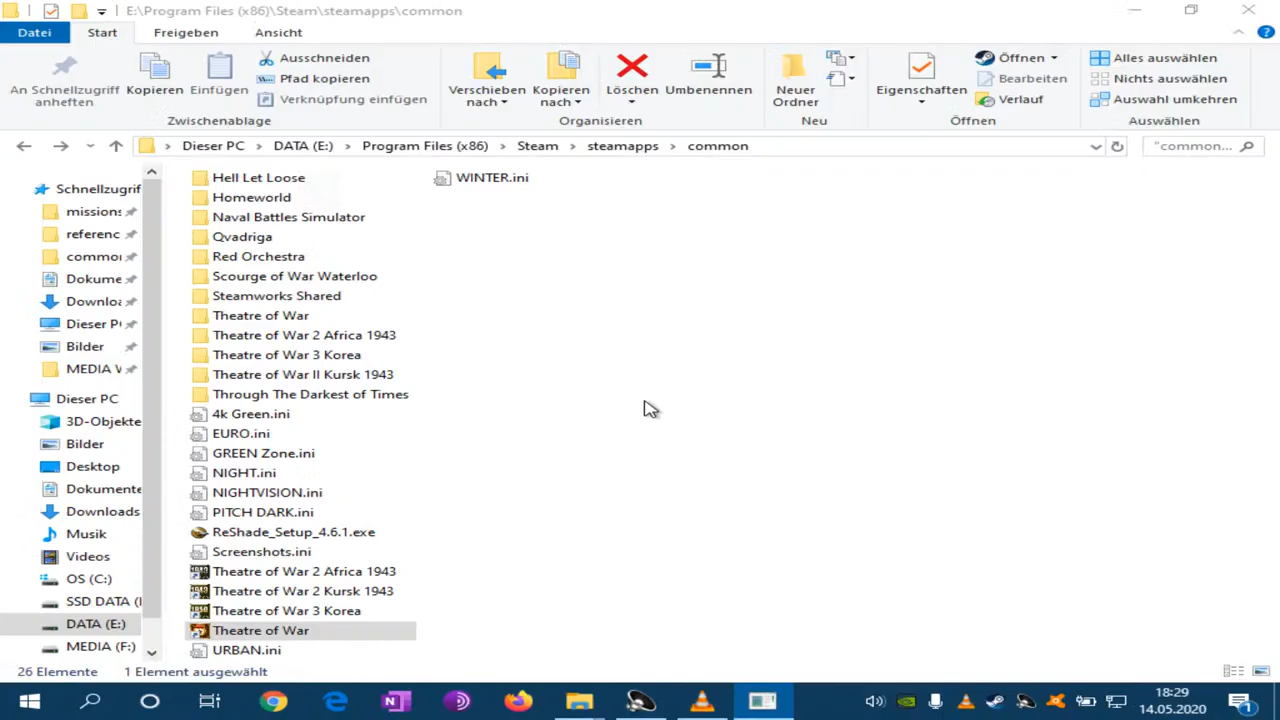 E:\Program Files (x86)\Steam\steamapps\common
Datei Start Freigeben Ansicht
An Schnellzugriff anheften
Kopieren
Einfügen
Ausschneiden
Pfad kopieren
Verknüpfung einfügen
Zwischenablage
Verschieben nach
Kopieren nach
Löschen
Umbenennen
Organisieren
Neuer Ordner
Neu
Eigenschaften
Öffnen
Bearbeiten
Verlauf
Öffnen
Alles auswählen
Nichts auswählen
Auswahl umkehren
Auswählen
Dieser PC > DATA (E:) > Program Files (x86) > Steam > steamapps > common
"common...
Schnellzugrif
missions
referenc
commo
Dokume
Downloa
Dieser P
Bilder
MEDIA W
Dieser PC
3D-Objekte
Bilder
Desktop
Dokumente
Downloads
Musik
Videos
OS (C:)
SSD DATA (
DATA (E:)
MEDIA (F:)
Hell Let Loose
Homeworld
Naval Battles Simulator
Qvadriga
Red Orchestra
Scourge of War Waterloo
Steamworks Shared
Theatre of War
Theatre of War 2 Africa 1943
Theatre of War 3 Korea
Theatre of War II Kursk 1943
Through The Darkest of Times
4k Green.ini
EURO.ini
GREEN Zone.ini
NIGHT.ini
NIGHTVISION.ini
PITCH DARK.ini
ReShade_Setup_4.6.1.exe
Screenshots.ini
Theatre of War 2 Africa 1943
Theatre of War 2 Kursk 1943
Theatre of War 3 Korea
Theatre of War
URBAN.ini
WINTER.ini
26 Elemente 1 Element ausgewählt
18:29
14.05.2020
1